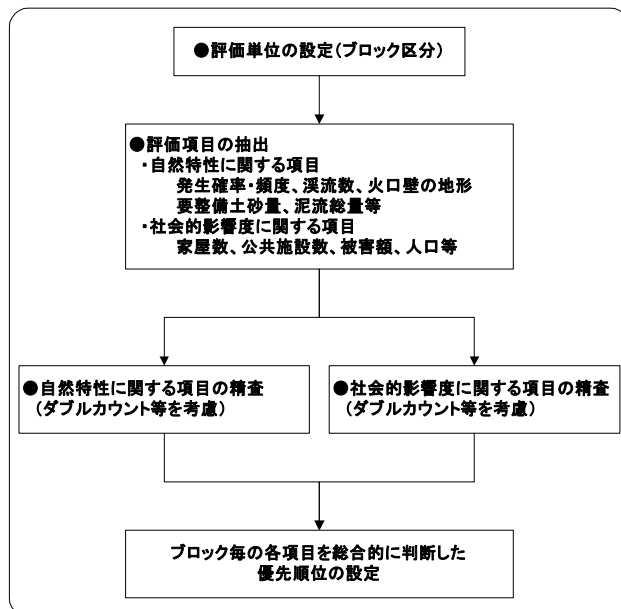 ●評価単位の設定(ブロック区分)
●評価項目の抽出
・自然特性に関する項目
発生確率・頻度、渓流数、火口壁の地形
要整備土砂量、泥流総量等
・社会的影響度に関する項目
家屋数、公共施設数、被害額、人口等
●自然特性に関する項目の精査
(ダブルカウント等を考慮)
●社会的影響度に関する項目の精査
(ダブルカウント等を考慮)
ブロック毎の各項目を総合的に判断した
優先順位の設定